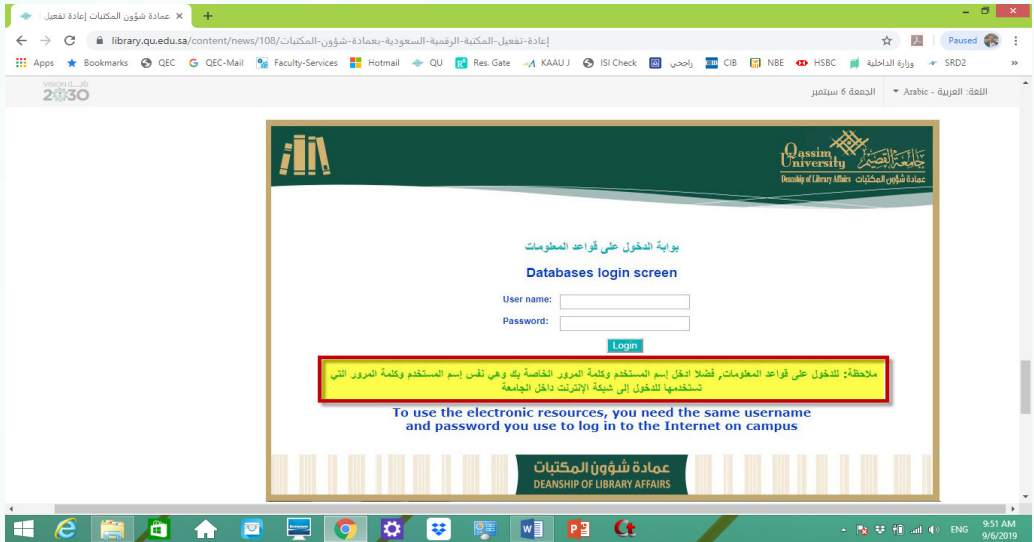 عمادة شؤون المكتبات إعادة تفعيل
library.qu.edu.sa/content/news/108/إعادة-تفعيل-المكتبة-الرقمية-السعودية-بعمادة-شؤون-المكتبات
Paused
Apps Bookmarks QEC QEC-Mail Faculty-Services Hotmail QU Res. Gate KAAU J ISI Check راجحي CIB NBE HSBC وزارة الداخلية SRD2 »
VISION رؤية
2030
اللغة: العربية - Arabic الجمعة 6 سبتمبر
Qassim University جامعة القصيم
Deanship of Library Affairs عمادة شؤون المكتبات
بوابة الدخول على قواعد المعلومات
Databases login screen
User name:
Password:
Login
ملاحظة: للدخول على قواعد المعلومات, فضلا ادخل إسم المستخدم وكلمة المرور الخاصة بك وهي نفس إسم المستخدم وكلمة المرور التي
تستخدمها للدخول إلى شبكة الإنترنت داخل الجامعة
To use the electronic resources, you need the same username
and password you use to log in to the Internet on campus
عمادة شؤون المكتبات
DEANSHIP OF LIBRARY AFFAIRS
ENG
9:51 AM
9/6/2019